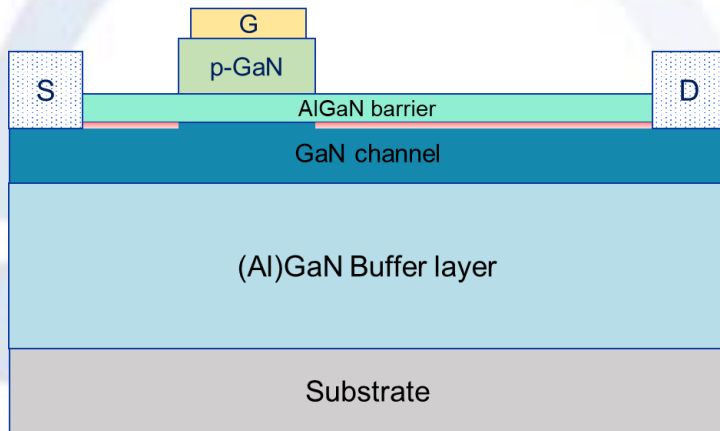 G
p-GaN
S
D
AlGaN barrier
GaN channel
(Al)GaN Buffer layer
Substrate